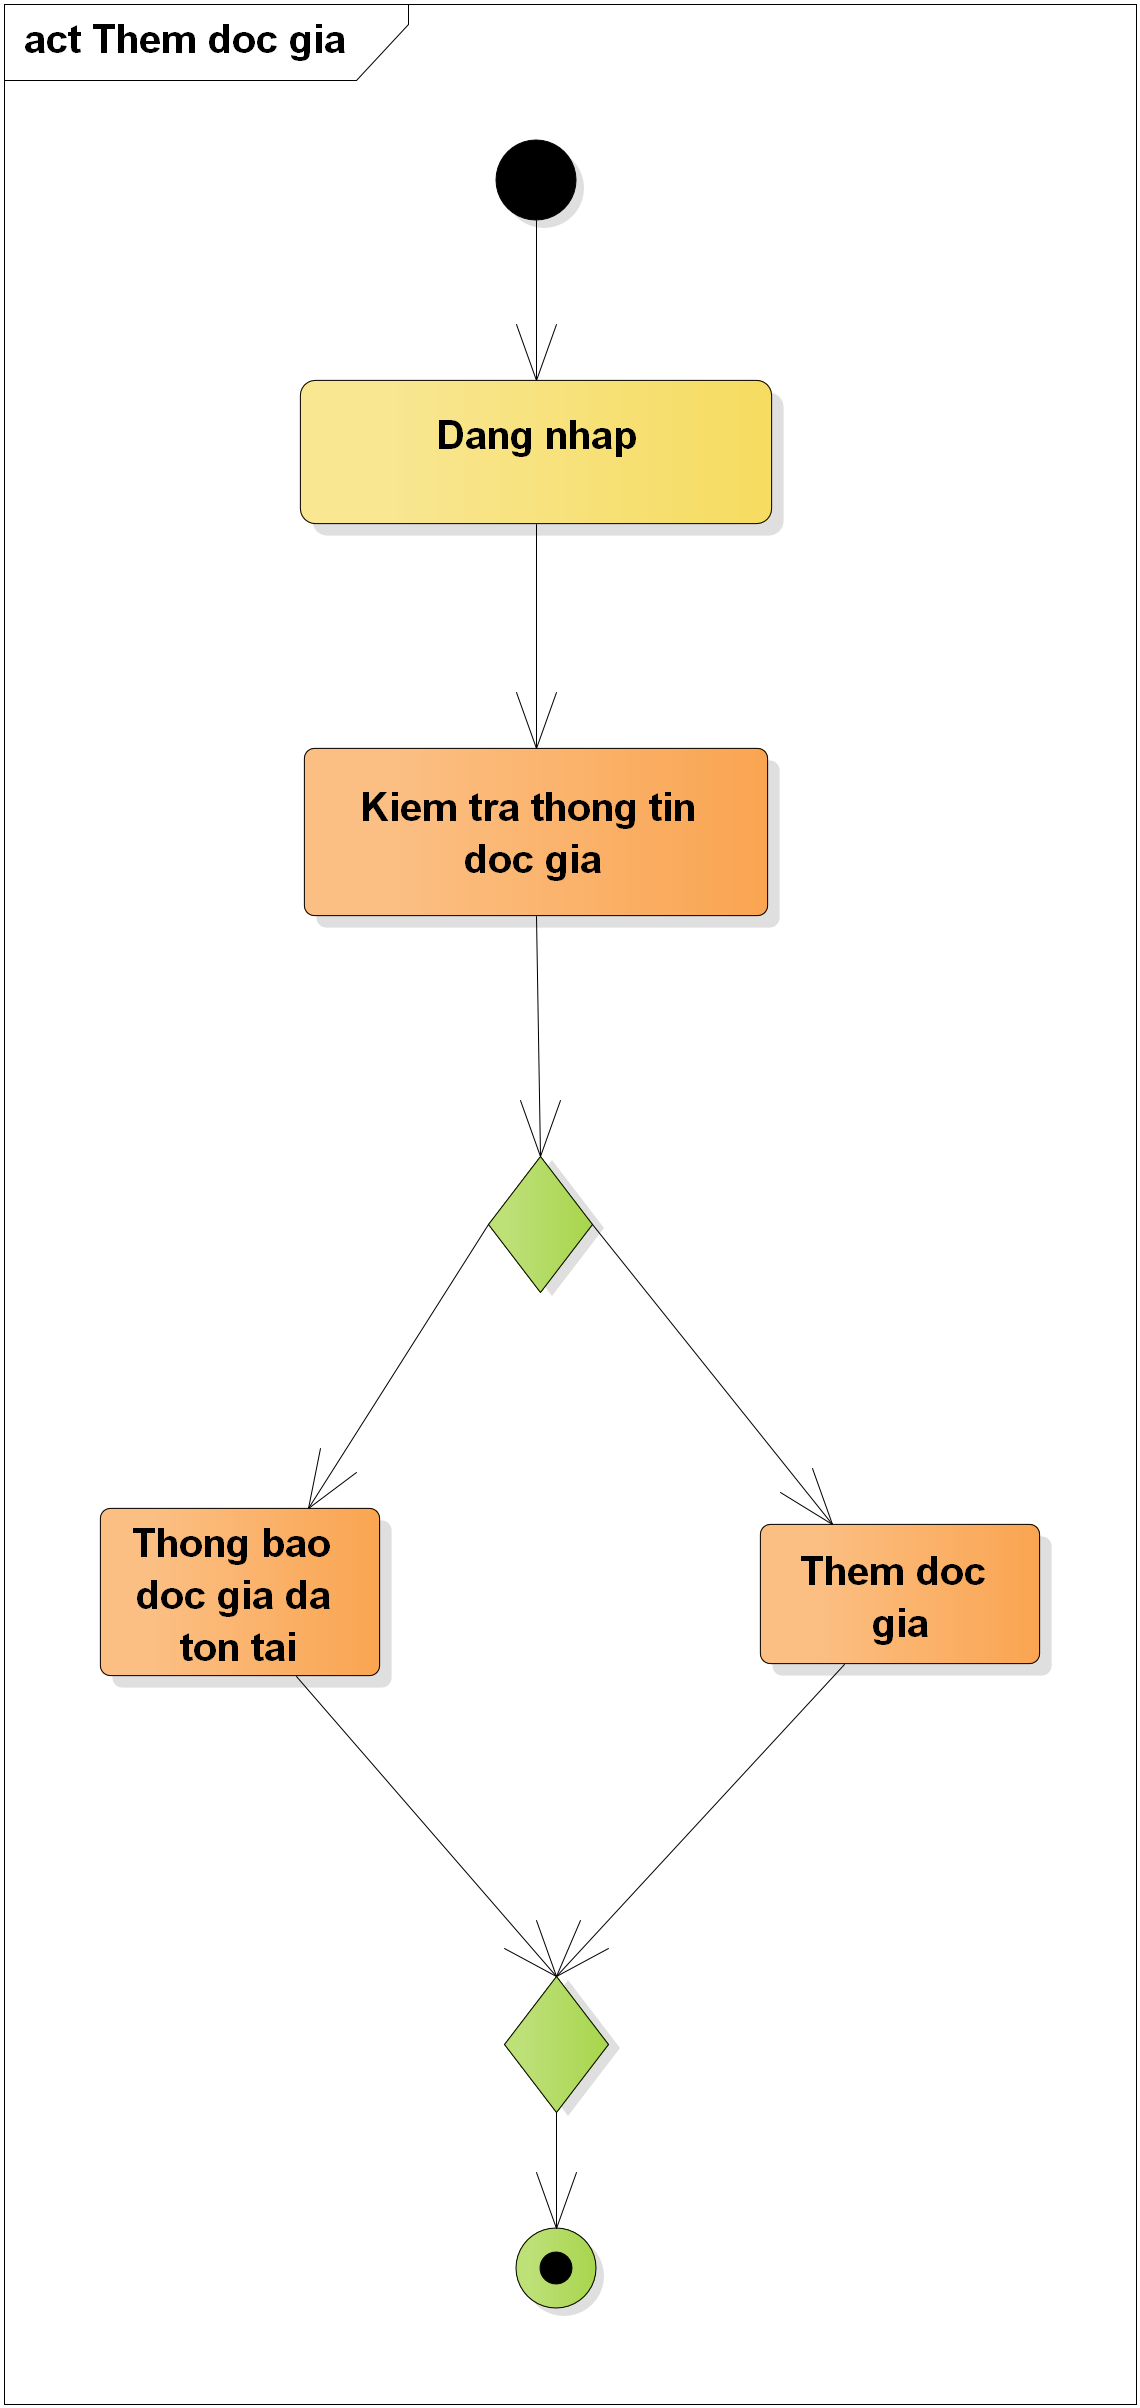 act Them doc gia
Dang nhap
Kiem tra thong tin
doc gia
Thong bao
doc gia da
ton tai
Them doc
gia